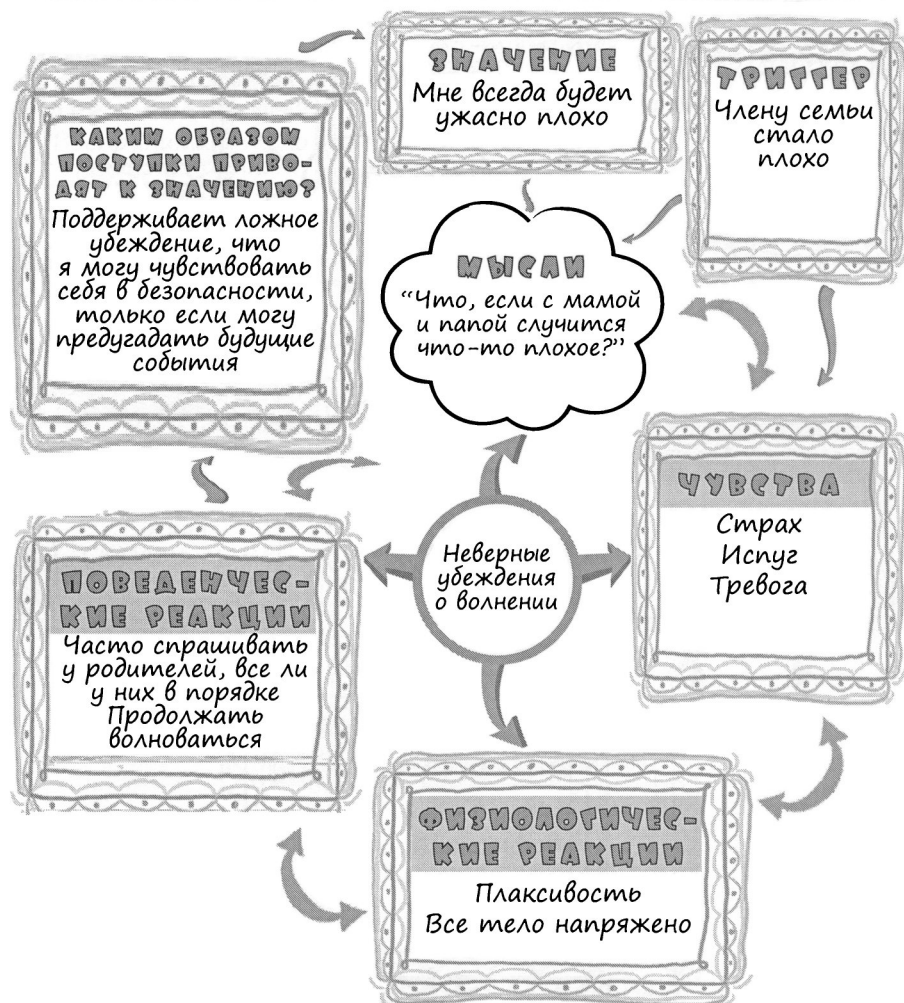 ЗНАЧЕНИЕ
Мне всегда будет
ужасно плохо
ТРИГГЕР
Члену семьи
стало
плохо
КАКИМ ОБРАЗОМ
ПОСТУПКИ ПРИВО-
ДЯТ К ЗНАЧЕНИЮ?
Поддерживает ложное
убеждение, что
я могу чувствовать
себя в безопасности,
только если могу
предугадать будущие
события
МЫСЛИ
“Что, если с мамой
и папой случится
что-то плохое?”
ЧУВСТВА
Страх
Испуг
Тревога
Неверные
убеждения
о волнении
ПОВЕДЕНЧЕС-
КИЕ РЕАКЦИИ
Часто спрашивать
у родителей, все ли
у них в порядке
Продолжать
волноваться
ФИЗИОЛОГИЧЕС-
КИЕ РЕАКЦИИ
Плаксивость
Все тело напряжено